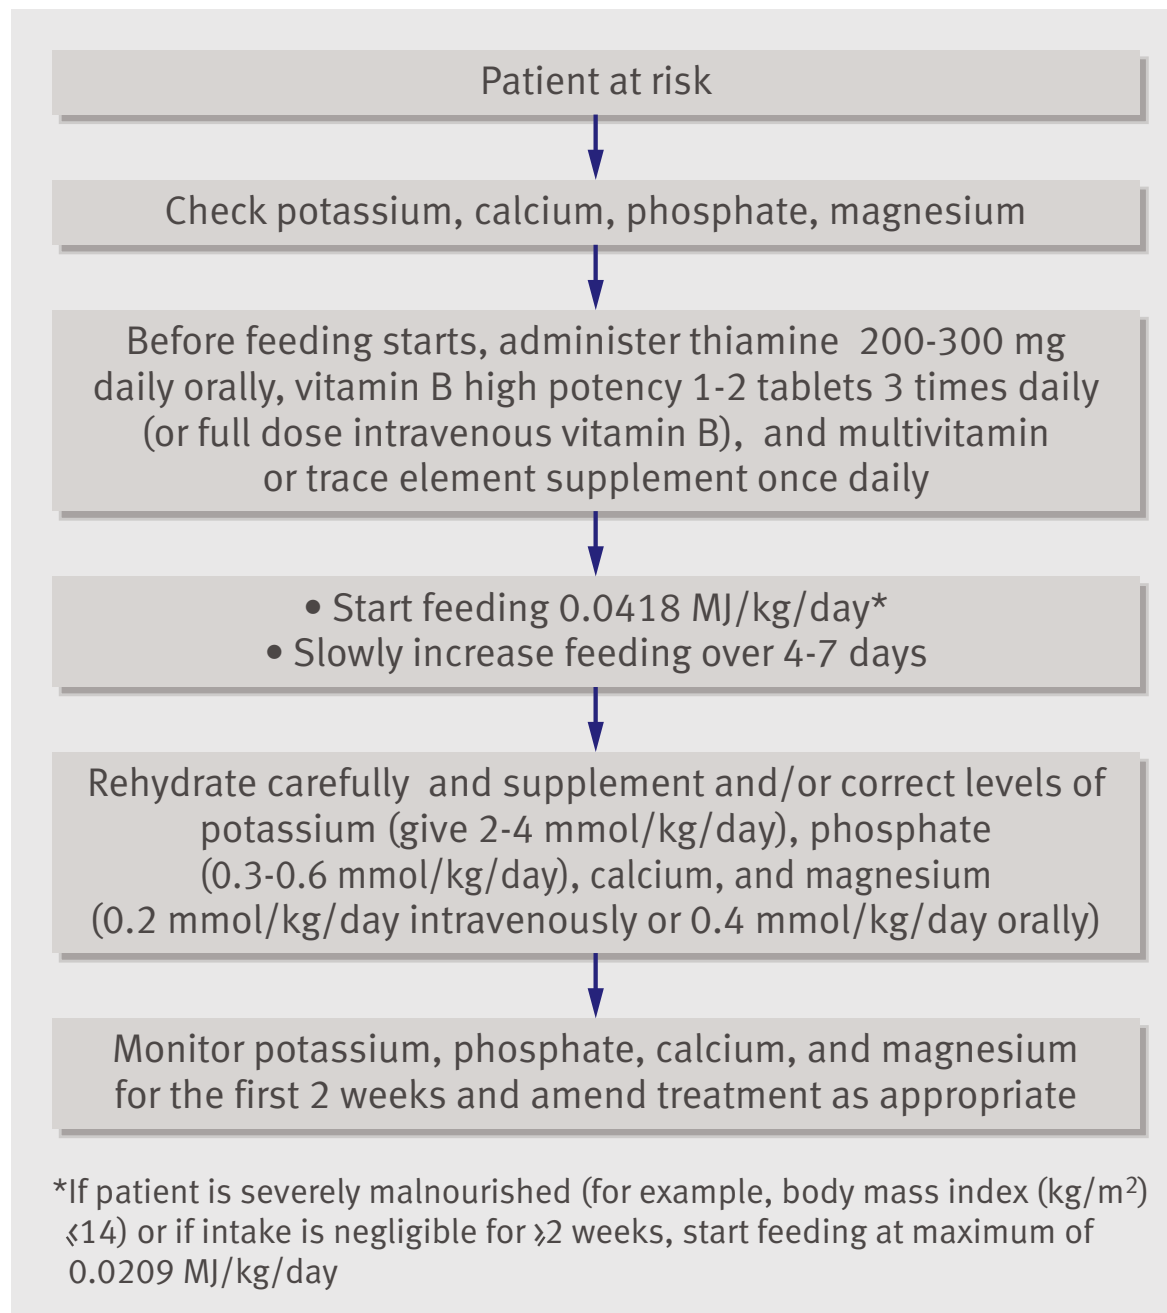 Patient at risk
Check potassium, calcium, phosphate, magnesium
Before feeding starts, administer thiamine 200-300 mg
daily orally, vitamin B high potency 1-2 tablets 3 times daily
(or full dose intravenous vitamin B), and multivitamin
or trace element supplement once daily
• Start feeding 0.0418 MJ/kg/day*
• Slowly increase feeding over 4-7 days
Rehydrate carefully and supplement and/or correct levels of
potassium (give 2-4 mmol/kg/day), phosphate
(0.3-0.6 mmol/kg/day), calcium, and magnesium
(0.2 mmol/kg/day intravenously or 0.4 mmol/kg/day orally)
Monitor potassium, phosphate, calcium, and magnesium
for the first 2 weeks and amend treatment as appropriate
*If patient is severely malnourished (for example, body mass index (kg/m²)
⩽14) or if intake is negligible for ⩾2 weeks, start feeding at maximum of
0.0209 MJ/kg/day